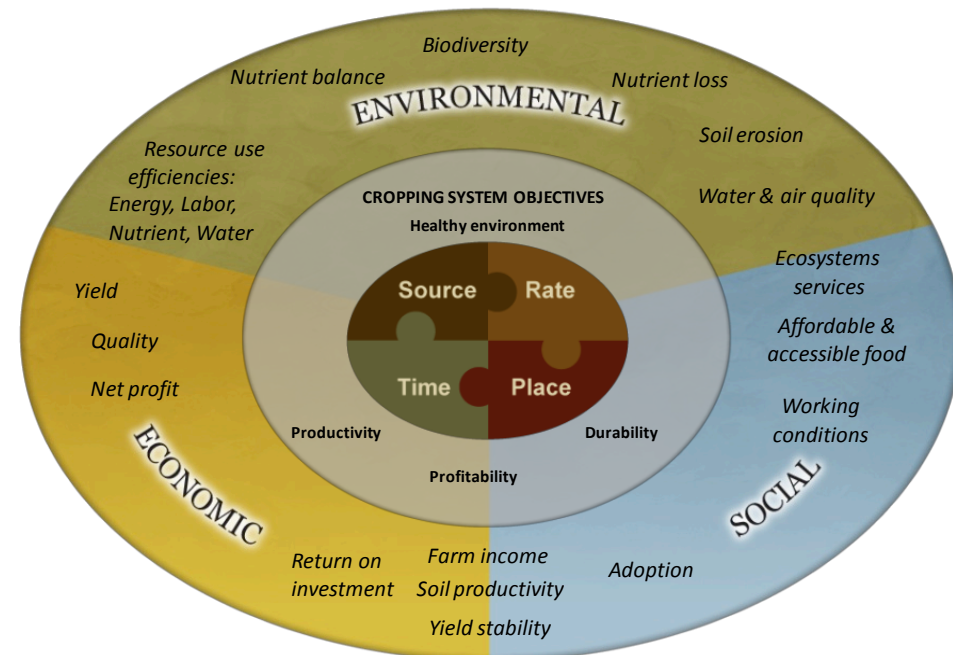 Biodiversity
Nutrient balance
Nutrient loss
ENVIRONMENTAL
Soil erosion
Resource use
efficiencies:
Energy, Labor,
Nutrient, Water
Water & air quality
CROPPING SYSTEM OBJECTIVES
Healthy environment
Source
Rate
Time
Place
Productivity
Durability
Profitability
Yield
Quality
Net profit
ECONOMIC
Return on
investment
Farm income
Soil productivity
Yield stability
Ecosystems
services
Affordable &
accessible food
Working
conditions
SOCIAL
Adoption